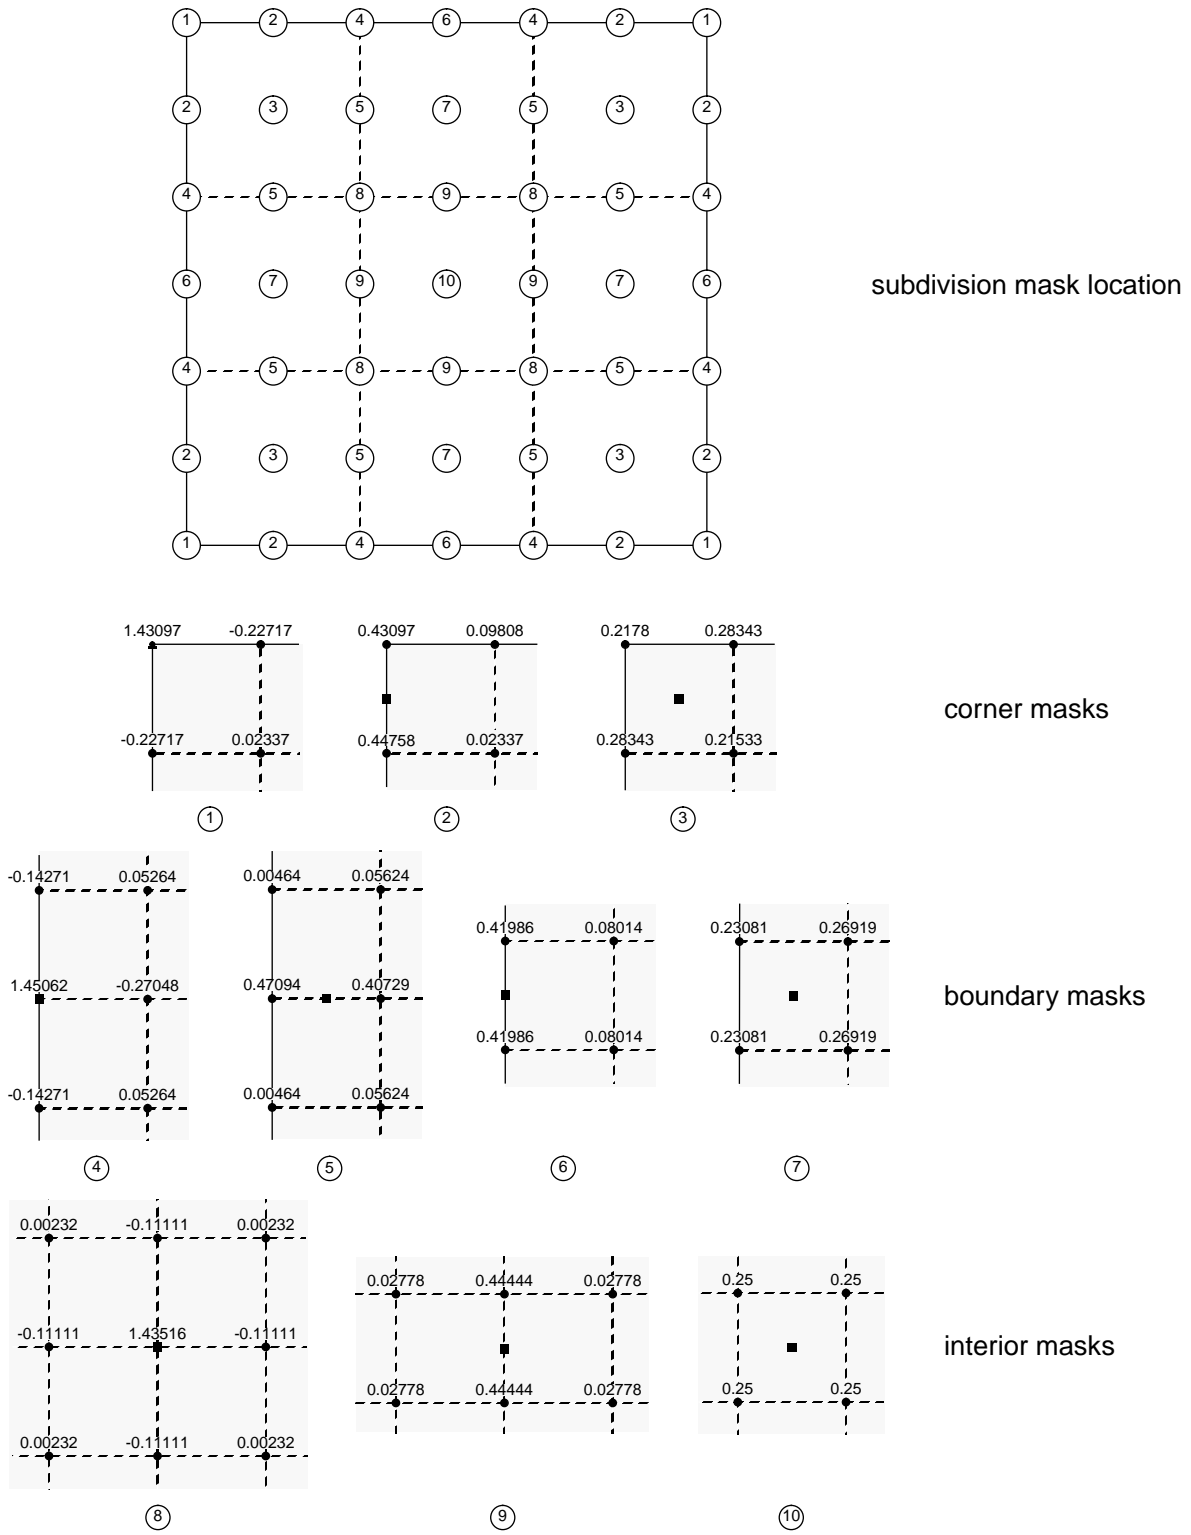 1 2 4 6 4 2 1
2 3 5 7 5 3 2
4 5 8 9 8 5 4
6 7 9 10 9 7 6
subdivision mask location
4 5 8 9 8 5 4
2 3 5 7 5 3 2
1 2 4 6 4 2 1
1.43097 -0.22717
-0.22717 0.02337
1
0.43097 0.09808
0.44758 0.02337
2
0.2178 0.28343
0.28343 0.21533
3
corner masks
-0.14271 0.05264
1.45062 -0.27048
-0.14271 0.05264
4
0.00464 0.05624
0.47094 0.40729
0.00464 0.05624
5
0.41986 0.08014
0.41986 0.08014
6
0.23081 0.26919
0.23081 0.26919
7
boundary masks
0.00232 -0.11111 0.00232
-0.11111 1.43516 -0.11111
0.00232 -0.11111 0.00232
8
0.02778 0.44444 0.02778
0.02778 0.44444 0.02778
9
0.25 0.25
0.25 0.25
10
interior masks